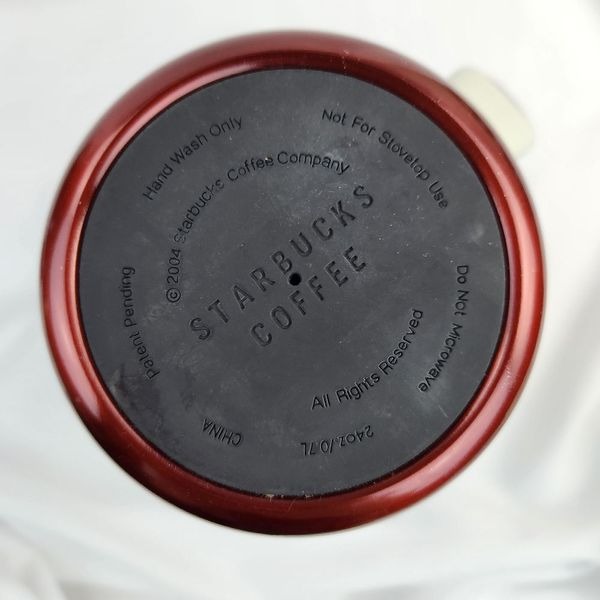 Hand Wash Only
Not For Stovetop Use
Do Not Microwave
24oz./0.7L
CHINA
Patent Pending
©2004 Starbucks Coffee Company
All Rights Reserved
STARBUCKS
COFFEE